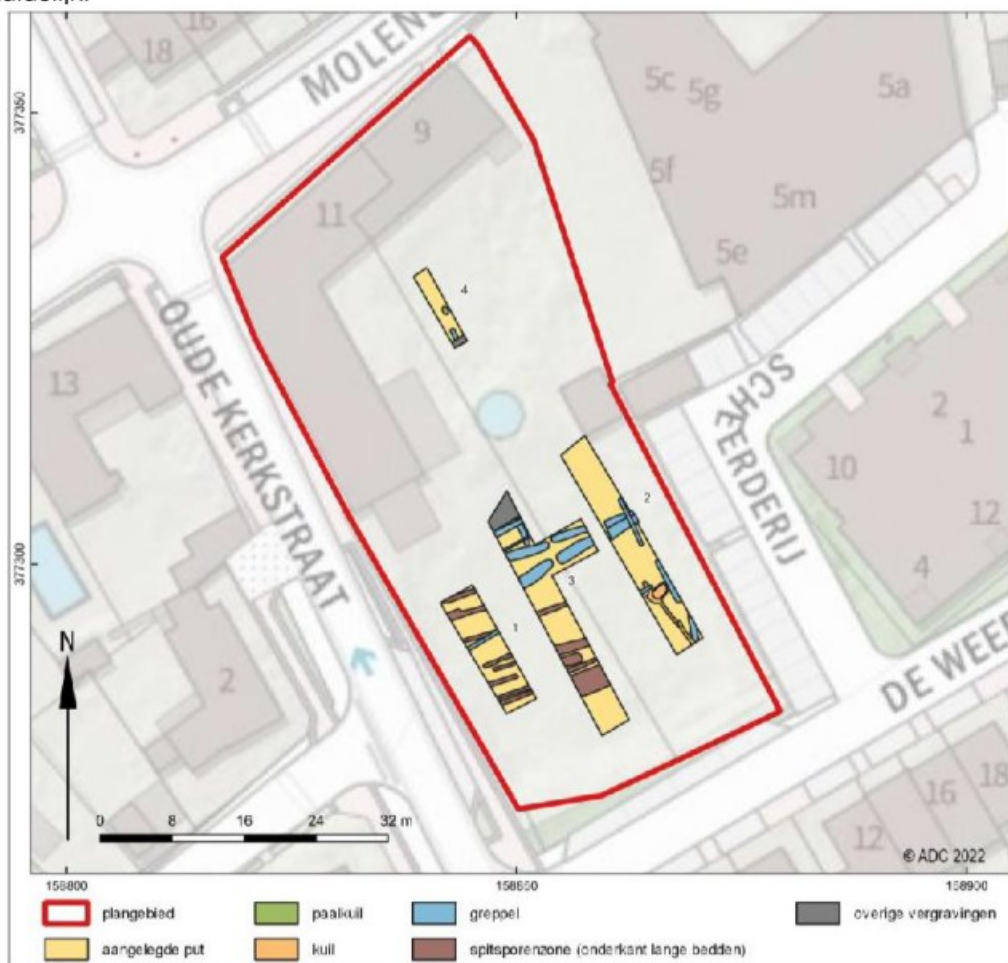 16
18
MOLENS
377350
9
5c 5g 5a
5f
5m
11
5e
4
OUDE KERKSTRAAT
13
SCHEERDERIJ
2
1
10
2
12
4
377300
3
1
N
2
DE WEE
18
16
12
0 8 16 24 32 m
© ADC 2022
158800 158850 158900
plangebied paalkuil greppel overige vergravingen
aangelegde put kuil spitsporenzone (onderkant lange bedden)